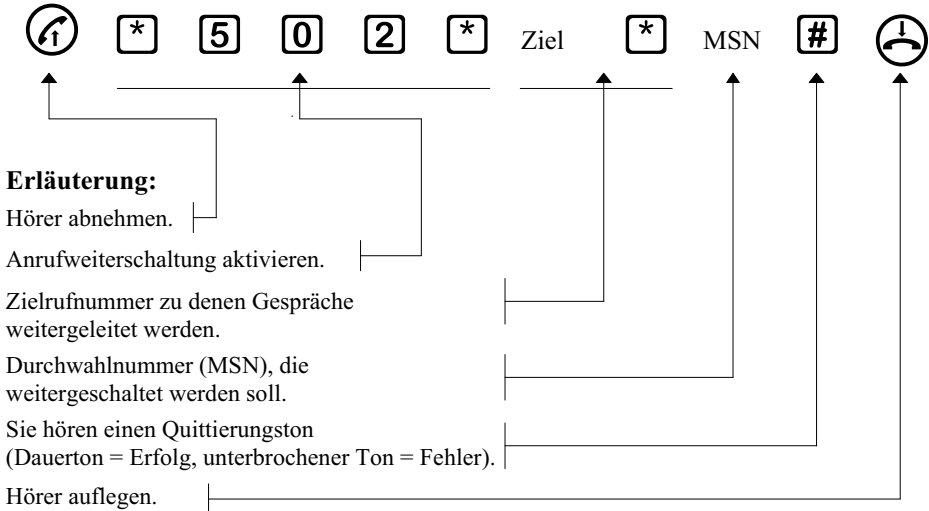 * 5 0 2 * Ziel * MSN #
Erläuterung:
Hörer abnehmen.
Anrufweiterschaltung aktivieren.
Zielrufnummer zu denen Gespräche
weitergeleitet werden.
Durchwahlnummer (MSN), die
weitergeschaltet werden soll.
Sie hören einen Quittierungston
(Dauerton = Erfolg, unterbrochener Ton = Fehler).
Hörer auflegen.